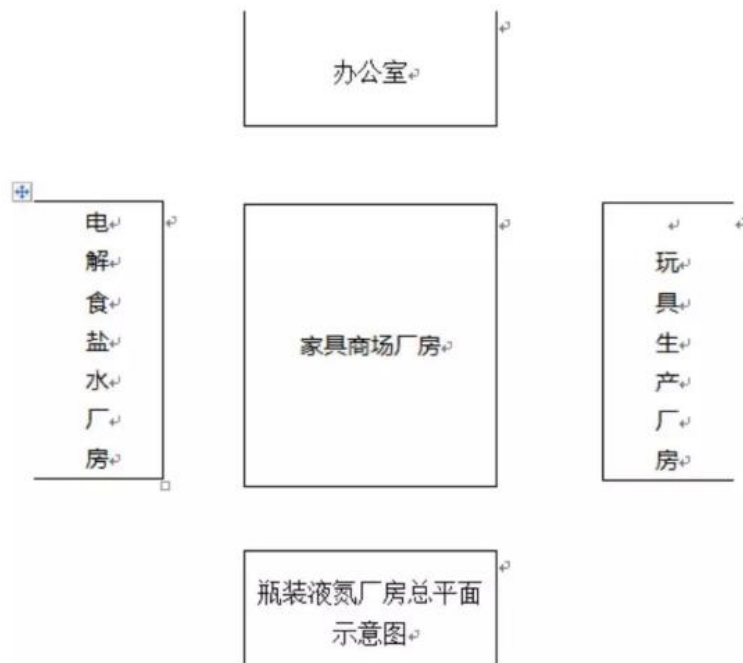 办公室
电
解
食
盐
水
厂
房
家具商场厂房
玩
具
生
产
厂
房
瓶装液氮厂房总平面
示意图